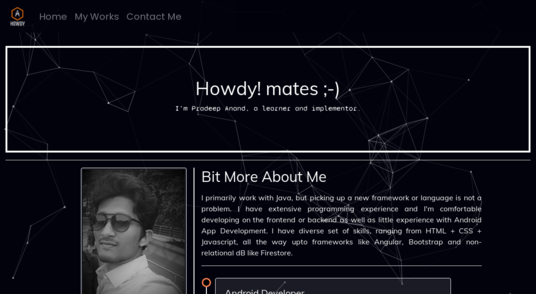 A
HOWDY
Home My Works Contact Me
Howdy! mates ;-)
I'm Pradeep Anand, a learner and implementor.
Bit More About Me
I primarily work with Java, but picking up a new framework or language is not a
problem. I have extensive programming experience and I'm comfortable
developing on the frontend or backend as well as little experience with Android
App Development. I have diverse set of skills, ranging from HTML + CSS +
Javascript, all the way upto frameworks like Angular, Bootstrap and non-
relational dB like Firestore.
Android Developer